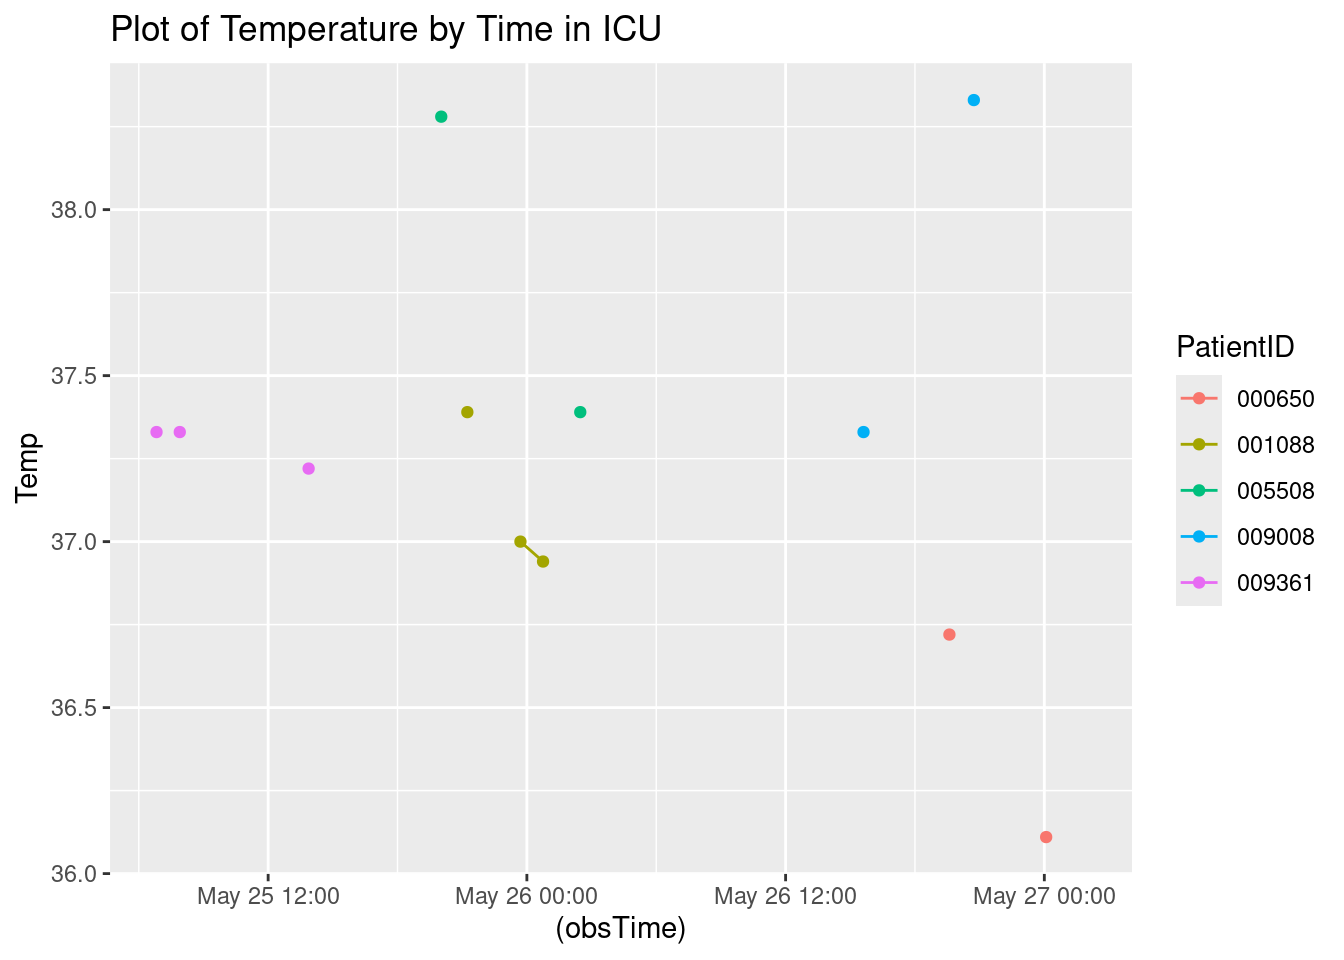 Plot of Temperature by Time in ICU
Temp
38.0
37.5
37.0
36.5
36.0
May 25 12:00 May 26 00:00 May 26 12:00 May 27 00:00
(obsTime)
PatientID
000650
001088
005508
009008
009361